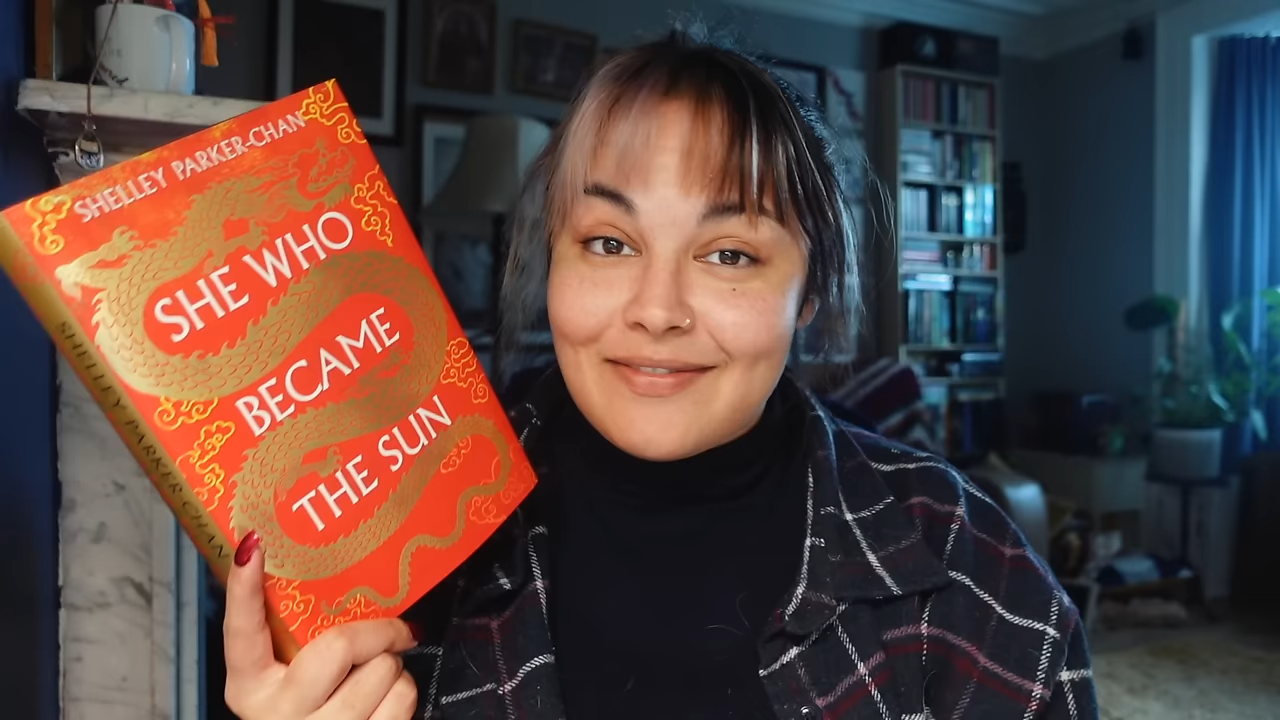 SHELLEY PARKER-CHAN
SHE WHO
BECAME
THE SUN
SHELLEY PARKER-CHAN